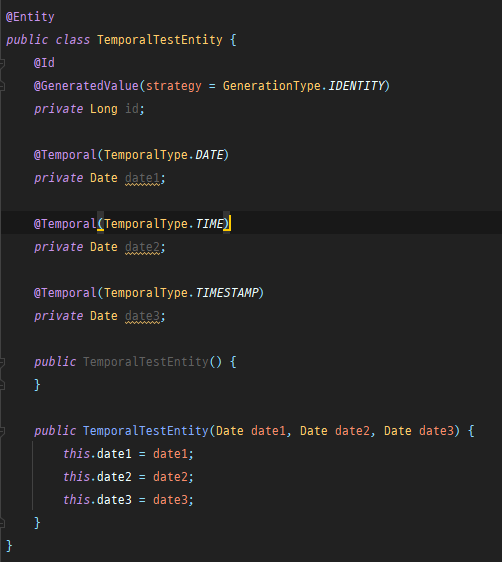 @Entity
public class TemporalTestEntity {
@Id
@GeneratedValue(strategy = GenerationType.IDENTITY)
private Long id;
@Temporal(TemporalType.DATE)
private Date date1;
@Temporal(TemporalType.TIME)
private Date date2;
@Temporal(TemporalType.TIMESTAMP)
private Date date3;
public TemporalTestEntity() {
}
public TemporalTestEntity(Date date1, Date date2, Date date3) {
this.date1 = date1;
this.date2 = date2;
this.date3 = date3;
}
}